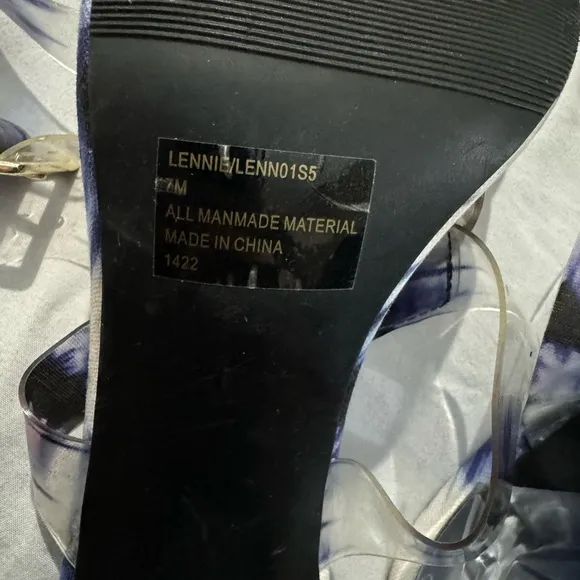 LENNIE/LENN01S5
7M
ALL MANMADE MATERIAL
MADE IN CHINA
1422